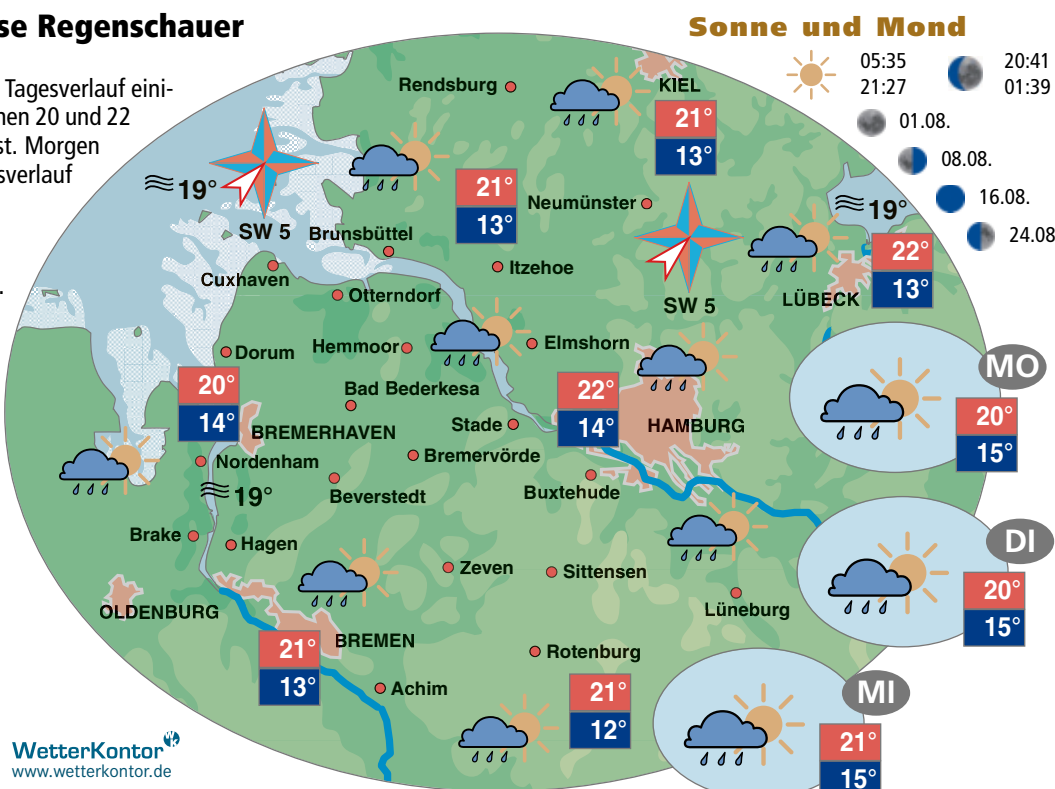 se Regenschauer
Tagesverlauf eini-
nen 20 und 22
st. Morgen
sverlauf
.
Sonne und Mond
05:35
21:27
20:41
01:39
01.08.
08.08.
16.08.
24.08
Rendsburg
KIEL
21°
13°
19°
SW 5
21°
13°
Neumünster
19°
Brunsbüttel
Itzehoe
SW 5
22°
13°
LÜBECK
Cuxhaven
Otterndorf
Dorum
Hemmoor
Elmshorn
MO
20°
15°
20°
14°
Bad Bederkesa
22°
14°
BREMERHAVEN
Stade
HAMBURG
Nordenham
Bremervörde
19°
Beverstedt
Buxtehude
Brake
Hagen
DI
20°
15°
Zeven
Sittensen
OLDENBURG
Lüneburg
BREMEN
21°
13°
Rotenburg
Achim
21°
12°
MI
21°
15°
WetterKontor WK
www.wetterkontor.de